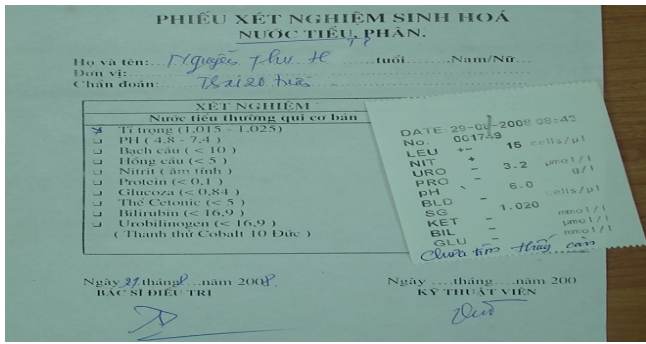 PHIẾU XÉT NGHIỆM SINH HOÁ
NƯỚC TIỂU, PHÂN.
Họ và tên: Nguyễn Thu H tuổi Nam/Nữ
Đơn vị:
Chẩn đoán: Thai 20 tuần
XÉT NGHIỆM
Nước tiểu thường qui cơ bản
Tỉ trọng (1,015 - 1.025)
PH ( 4,8 - 7,4 )
Bạch cầu ( < 10 )
Hồng cầu (< 5 )
Nitrit ( âm tính )
Protein (< 0,1 )
Glucoza (< 0,84 )
Thể Cetonic (< 5 )
Bilirubin (< 16,9 )
Urobilinogen (< 16,9 )
( Thanh thử Cobalt 10 Đức )
DATE: 29-08-2008 08:43
No. 001749
LEU +- 15 cells/µl
NIT +
URO - 3.2 µmol/l
PRO - g/l
pH 6.0
BLD - cells/µl
SG 1.020
KET - mmol/l
BIL - µmol/l
GLU - mmol/l
Chưa tìm thấy cặn
Ngày 29 tháng 8 năm 2008.
BÁC SĨ ĐIỀU TRỊ
Ngày tháng năm 200
KỸ THUẬT VIÊN